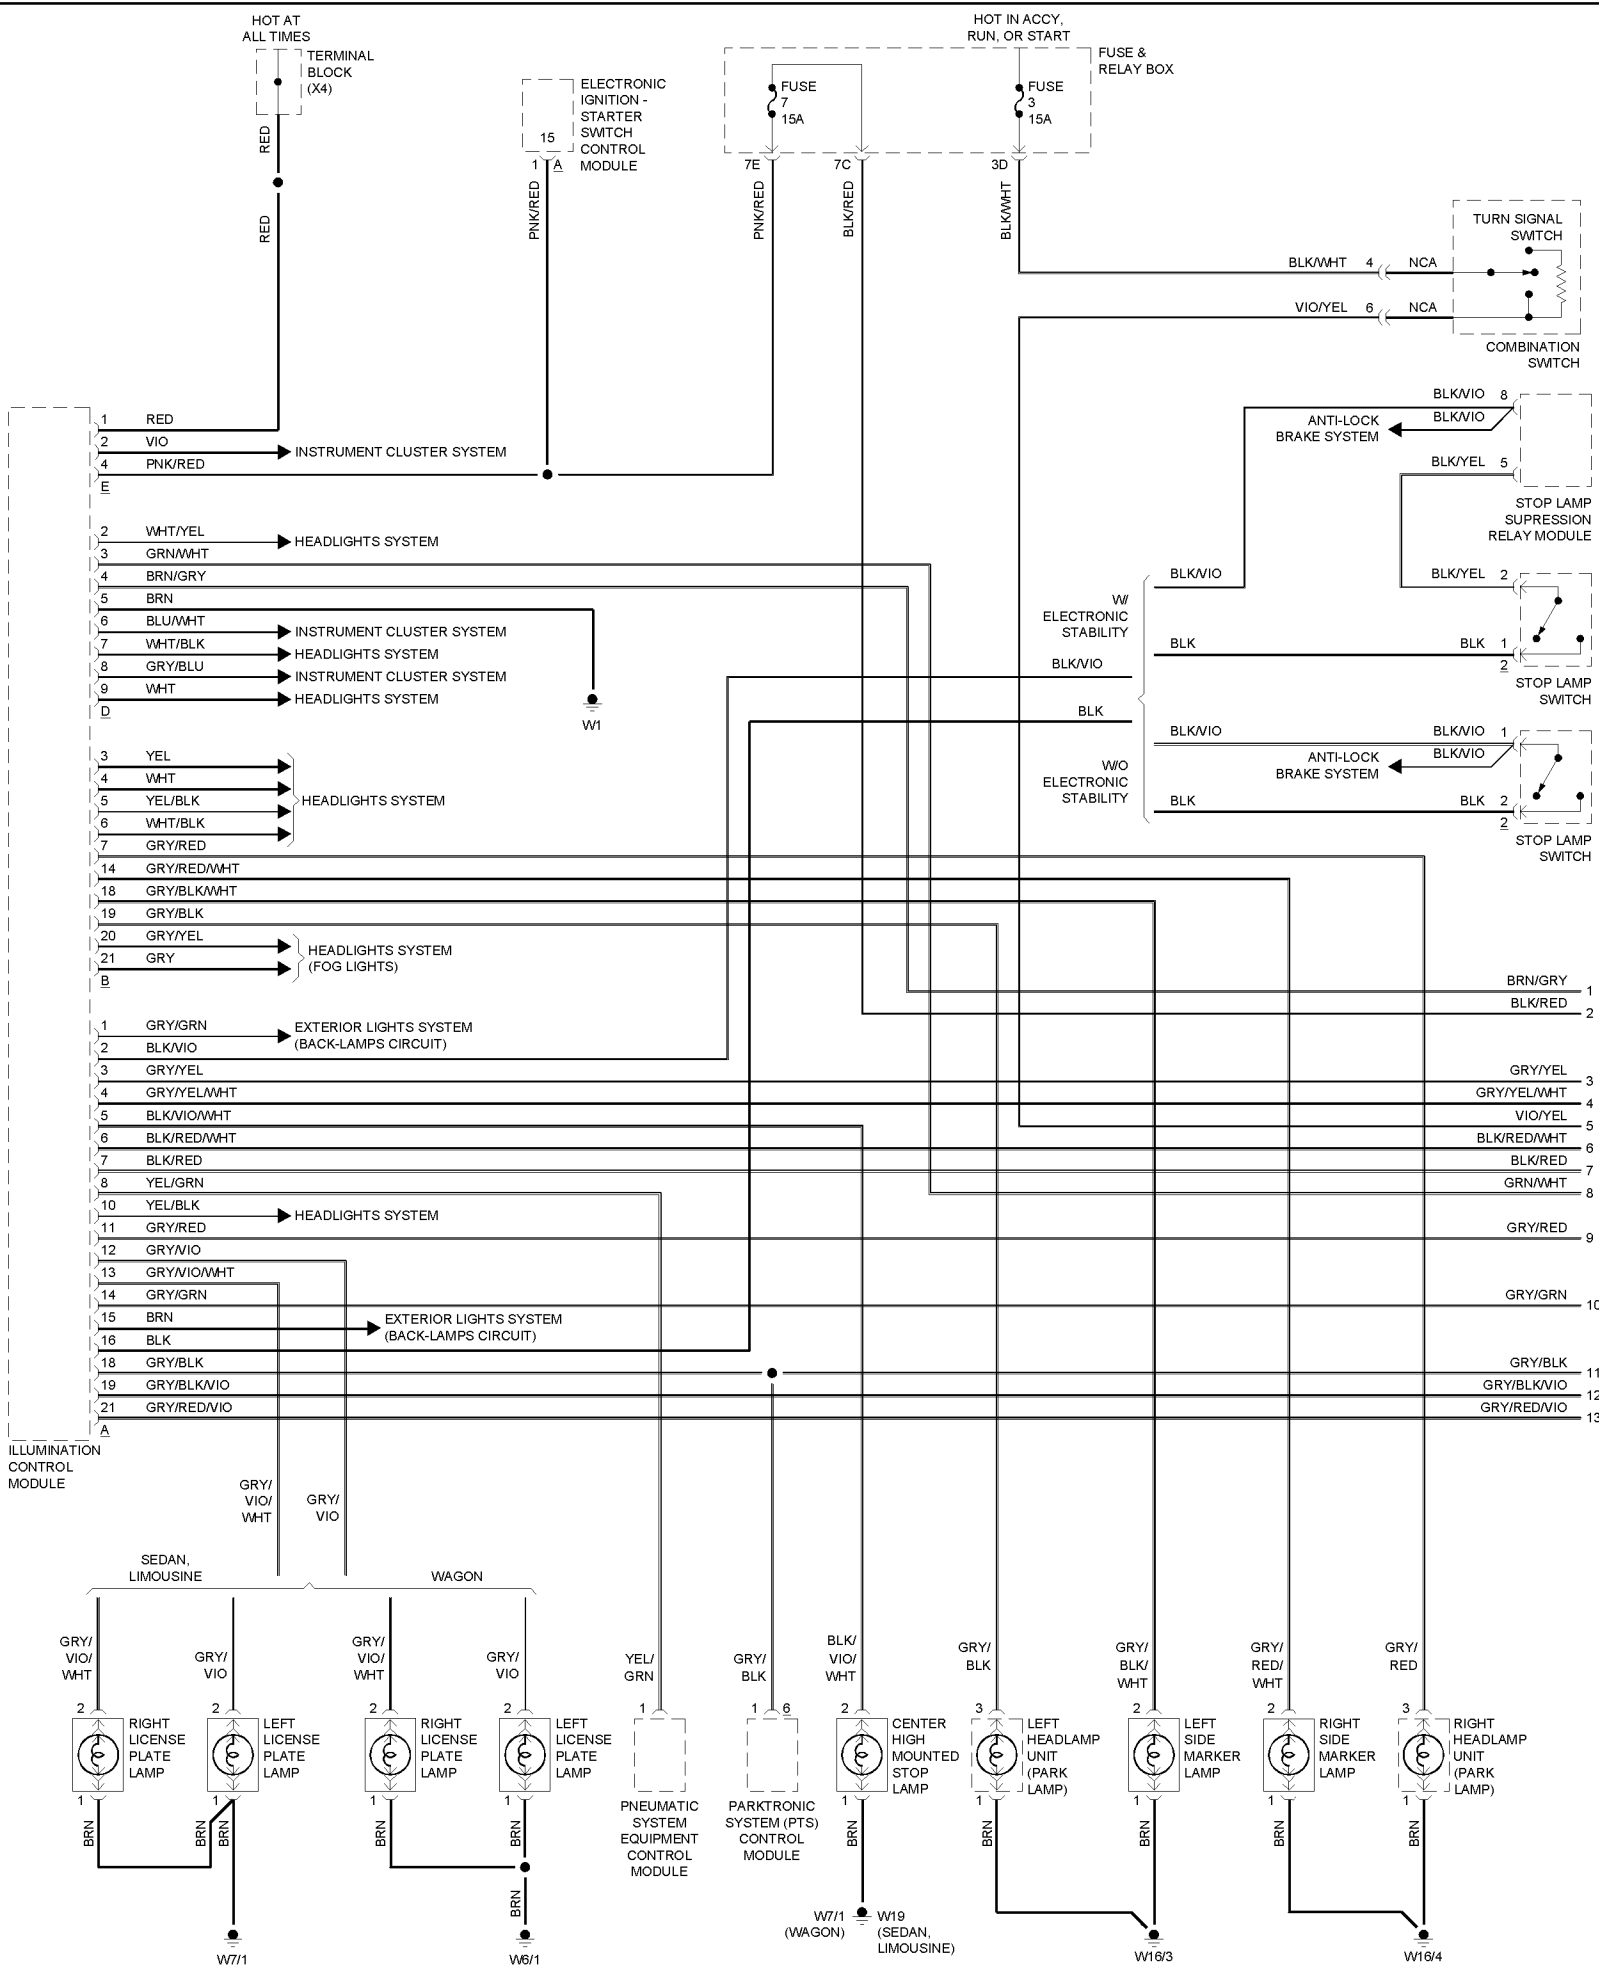 HOT AT
ALL TIMES
TERMINAL
BLOCK
(X4)
RED
RED
ELECTRONIC
IGNITION -
STARTER
SWITCH
CONTROL
MODULE
15
1 A
PNK/RED
HOT IN ACCY,
RUN, OR START
FUSE &
RELAY BOX
FUSE
7
15A
FUSE
3
15A
7E
7C
3D
PNK/RED
BLK/RED
BLK/WHT
TURN SIGNAL
SWITCH
BLK/WHT 4 NCA
VIO/YEL 6 NCA
COMBINATION
SWITCH
BLK/VIO 8
BLK/VIO
ANTI-LOCK
BRAKE SYSTEM
BLK/YEL 5
STOP LAMP
SUPRESSION
RELAY MODULE
BLK/VIO
BLK/YEL 2
W/
ELECTRONIC
STABILITY
BLK
BLK 1
2
STOP LAMP
SWITCH
BLK/VIO
BLK
BLK/VIO
BLK/VIO 1
BLK/VIO
ANTI-LOCK
BRAKE SYSTEM
W/O
ELECTRONIC
STABILITY
BLK
BLK 2
2
STOP LAMP
SWITCH
1 RED
2 VIO INSTRUMENT CLUSTER SYSTEM
4 PNK/RED
E
2 WHT/YEL HEADLIGHTS SYSTEM
3 GRN/WHT
4 BRN/GRY
5 BRN
6 BLU/WHT INSTRUMENT CLUSTER SYSTEM
7 WHT/BLK HEADLIGHTS SYSTEM
8 GRY/BLU INSTRUMENT CLUSTER SYSTEM
9 WHT HEADLIGHTS SYSTEM
D
W1
3 YEL
4 WHT
5 YEL/BLK HEADLIGHTS SYSTEM
6 WHT/BLK
7 GRY/RED
14 GRY/RED/WHT
18 GRY/BLK/WHT
19 GRY/BLK
20 GRY/YEL
21 GRY
HEADLIGHTS SYSTEM
(FOG LIGHTS)
B
BRN/GRY 1
BLK/RED 2
1 GRY/GRN
EXTERIOR LIGHTS SYSTEM
(BACK-LAMPS CIRCUIT)
2 BLK/VIO
3 GRY/YEL GRY/YEL 3
4 GRY/YEL/WHT GRY/YEL/WHT 4
5 BLK/VIO/WHT VIO/YEL 5
6 BLK/RED/WHT BLK/RED/WHT 6
7 BLK/RED BLK/RED 7
8 YEL/GRN GRN/WHT 8
10 YEL/BLK HEADLIGHTS SYSTEM
11 GRY/RED GRY/RED 9
12 GRY/VIO
13 GRY/VIO/WHT
14 GRY/GRN GRY/GRN 10
15 BRN
EXTERIOR LIGHTS SYSTEM
(BACK-LAMPS CIRCUIT)
16 BLK
18 GRY/BLK GRY/BLK 11
19 GRY/BLK/VIO GRY/BLK/VIO 12
21 GRY/RED/VIO GRY/RED/VIO 13
A
ILLUMINATION
CONTROL
MODULE
GRY/
VIO/
WHT
GRY/
VIO
SEDAN,
LIMOUSINE
WAGON
GRY/
VIO/
WHT
GRY/
VIO
GRY/
VIO/
WHT
GRY/
VIO
YEL/
GRN
GRY/
BLK
BLK/
VIO/
WHT
GRY/
BLK
GRY/
BLK/
WHT
GRY/
RED/
WHT
GRY/
RED
2
RIGHT
LICENSE
PLATE
LAMP
1
2
LEFT
LICENSE
PLATE
LAMP
1
2
RIGHT
LICENSE
PLATE
LAMP
1
2
LEFT
LICENSE
PLATE
LAMP
1
1
PNEUMATIC
SYSTEM
EQUIPMENT
CONTROL
MODULE
1 6
PARKTRONIC
SYSTEM (PTS)
CONTROL
MODULE
2
CENTER
HIGH
MOUNTED
STOP
LAMP
1
3
LEFT
HEADLAMP
UNIT
(PARK
LAMP)
1
2
LEFT
SIDE
MARKER
LAMP
1
2
RIGHT
SIDE
MARKER
LAMP
1
3
RIGHT
HEADLAMP
UNIT
(PARK
LAMP)
1
BRN
BRN
BRN
BRN
BRN
BRN
BRN
BRN
BRN
BRN
BRN
W7/1
W6/1
W7/1
(WAGON)
W19
(SEDAN,
LIMOUSINE)
W16/3
W16/4